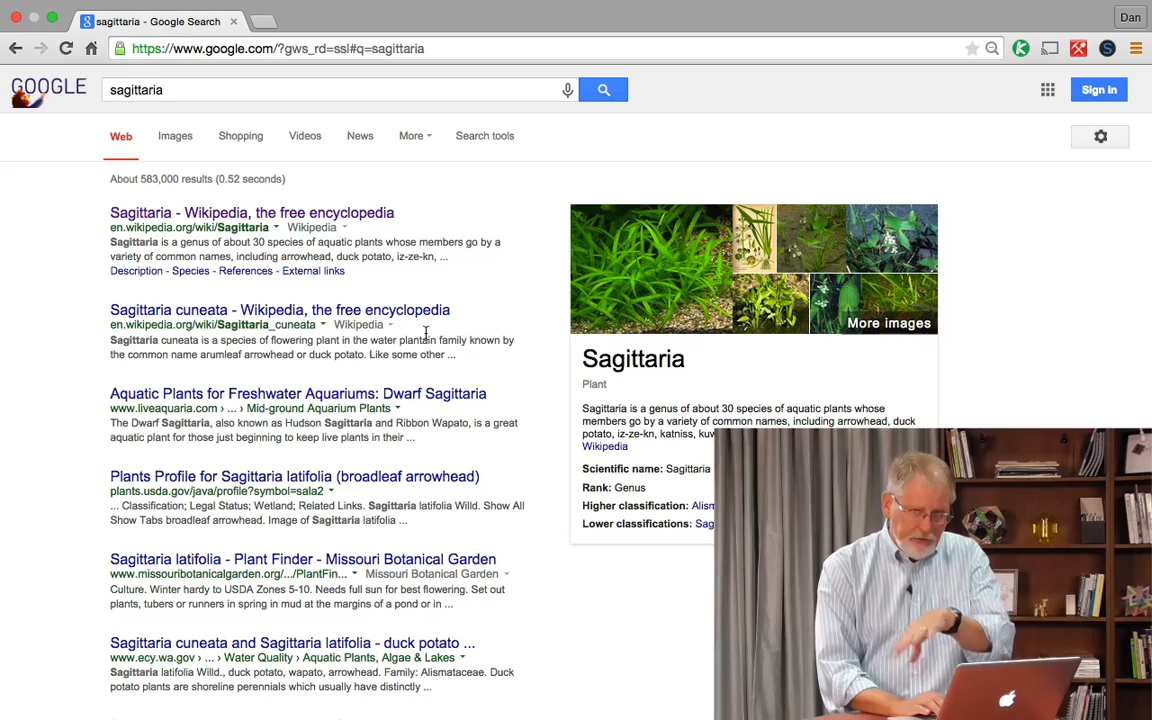 sagittaria - Google Search
Dan
https://www.google.com/?gws_rd=ssl#q=sagittaria
GOOGLE
sagittaria
Sign in
Web
Images
Shopping
Videos
News
More
Search tools
About 583,000 results (0.52 seconds)
Sagittaria - Wikipedia, the free encyclopedia
en.wikipedia.org/wiki/Sagittaria Wikipedia
Sagittaria is a genus of about 30 species of aquatic plants whose members go by a
variety of common names, including arrowhead, duck potato, iz-ze-kn, ...
Description - Species - References - External links
Sagittaria cuneata - Wikipedia, the free encyclopedia
en.wikipedia.org/wiki/Sagittaria_cuneata Wikipedia
Sagittaria cuneata is a species of flowering plant in the water plantain family known by
the common name arumleaf arrowhead or duck potato. Like some other ...
Aquatic Plants for Freshwater Aquariums: Dwarf Sagittaria
www.liveaquaria.com › ... › Mid-ground Aquarium Plants
The Dwarf Sagittaria, also known as Hudson Sagittaria and Ribbon Wapato, is a great
aquatic plant for those just beginning to keep live plants in their ...
Plants Profile for Sagittaria latifolia (broadleaf arrowhead)
plants.usda.gov/java/profile?symbol=sala2
... Classification; Legal Status; Wetland; Related Links. Sagittaria latifolia Willd. Show All
Show Tabs broadleaf arrowhead. Image of Sagittaria latifolia ...
Sagittaria latifolia - Plant Finder - Missouri Botanical Garden
www.missouribotanicalgarden.org/.../PlantFin... Missouri Botanical Garden
Culture. Winter hardy to USDA Zones 5-10. Needs full sun for best flowering. Set out
plants, tubers or runners in spring in mud at the margins of a pond or in ...
Sagittaria cuneata and Sagittaria latifolia - duck potato ...
www.ecy.wa.gov › ... › Water Quality › Aquatic Plants, Algae & Lakes
Sagittaria latifolia Willd., duck potato, wapato, arrowhead. Family: Alismataceae. Duck
potato plants are shoreline perennials which usually have distinctly ...
More images
Sagittaria
Plant
Sagittaria is a genus of about 30 species of aquatic plants whose
members go by a variety of common names, including arrowhead, duck
potato, iz-ze-kn, katniss, kuv
Wikipedia
Scientific name: Sagittaria
Rank: Genus
Higher classification: Alism
Lower classifications: Sag